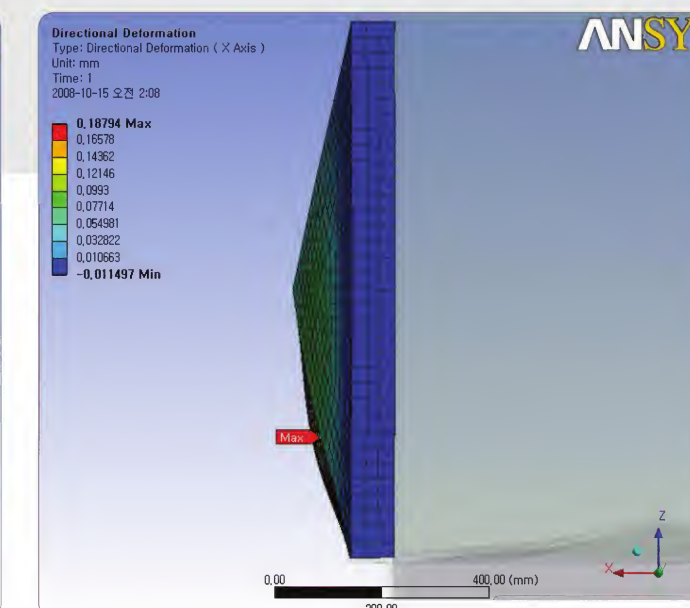 Directional Deformation
Type: Directional Deformation ( X Axis )
Unit: mm
Time: 1
2008-10-15 오전 2:08
0,18794 Max
0,16578
0,14362
0,12146
0,0993
0,07714
0,054981
0,032822
0,010663
-0,011497 Min
ANSY
Max
Z
X
0,00
400,00 (mm)
200,00